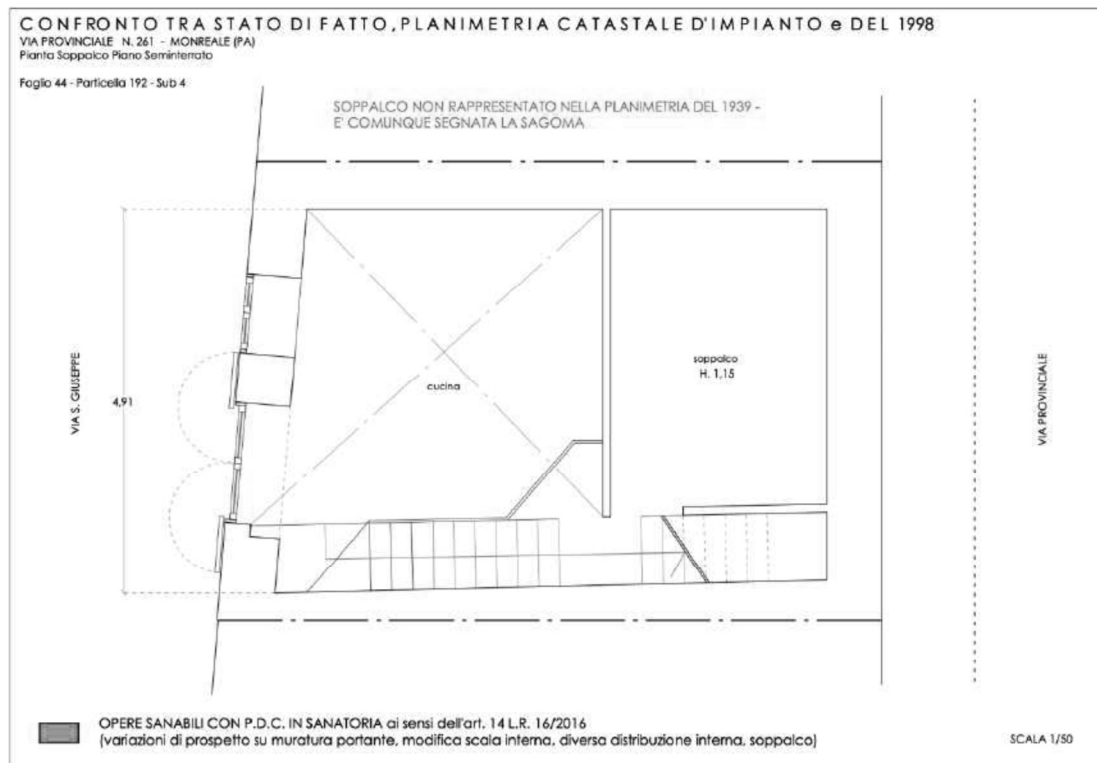 CONFRONTO TRA STATO DI FATTO, PLANIMETRIA CATASTALE D'IMPIANTO e DEL 1998
VIA PROVINCIALE N. 261 - MONREALE (PA)
Pianta Soppalco Piano Seminterrato
Foglio 44 - Particella 192 - Sub 4
SOPPALCO NON RAPPRESENTATO NELLA PLANIMETRIA DEL 1939 -
E' COMUNQUE SEGNATA LA SAGOMA
VIA S. GIUSEPPE
4,91
cucina
soppalco
H. 1,15
VIA PROVINCIALE
OPERE SANABILI CON P.D.C. IN SANATORIA ai sensi dell'art. 14 L.R. 16/2016
(variazioni di prospetto su muratura portante, modifica scala interna, diversa distribuzione interna, soppalco)
SCALA 1/50